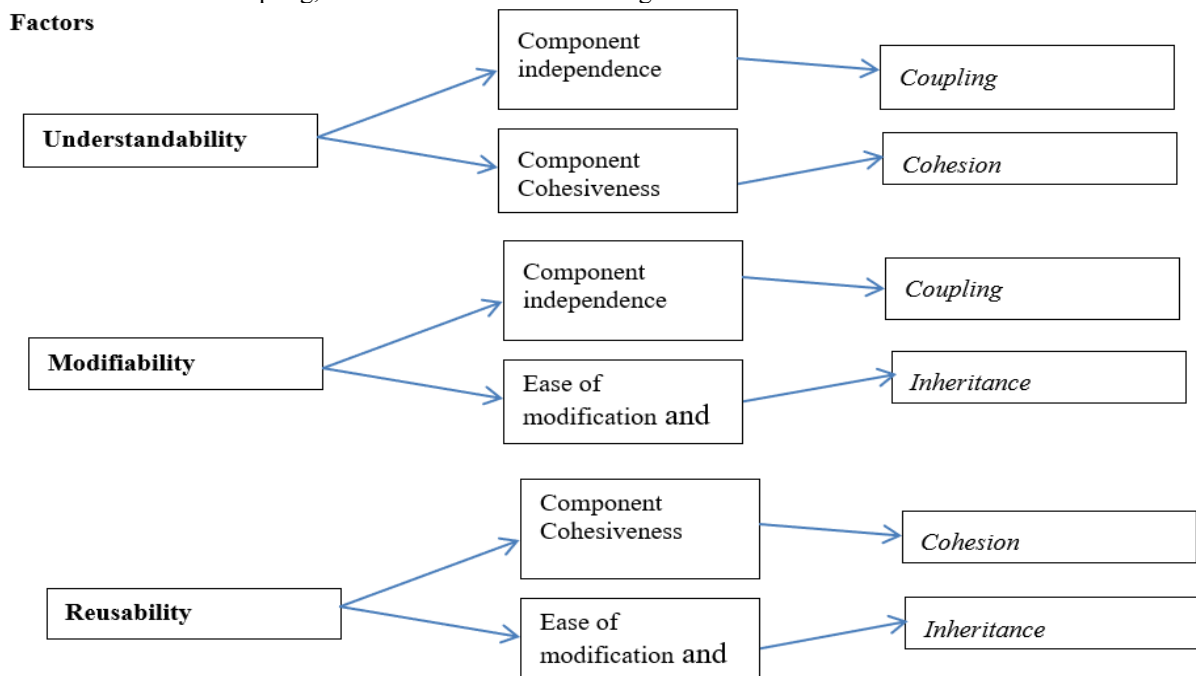 Factors
Component
independence
Coupling
Understandability
Component
Cohesiveness
Cohesion
Component
independence
Coupling
Modifiability
Ease of
modification and
Inheritance
Component
Cohesiveness
Cohesion
Reusability
Ease of
modification and
Inheritance